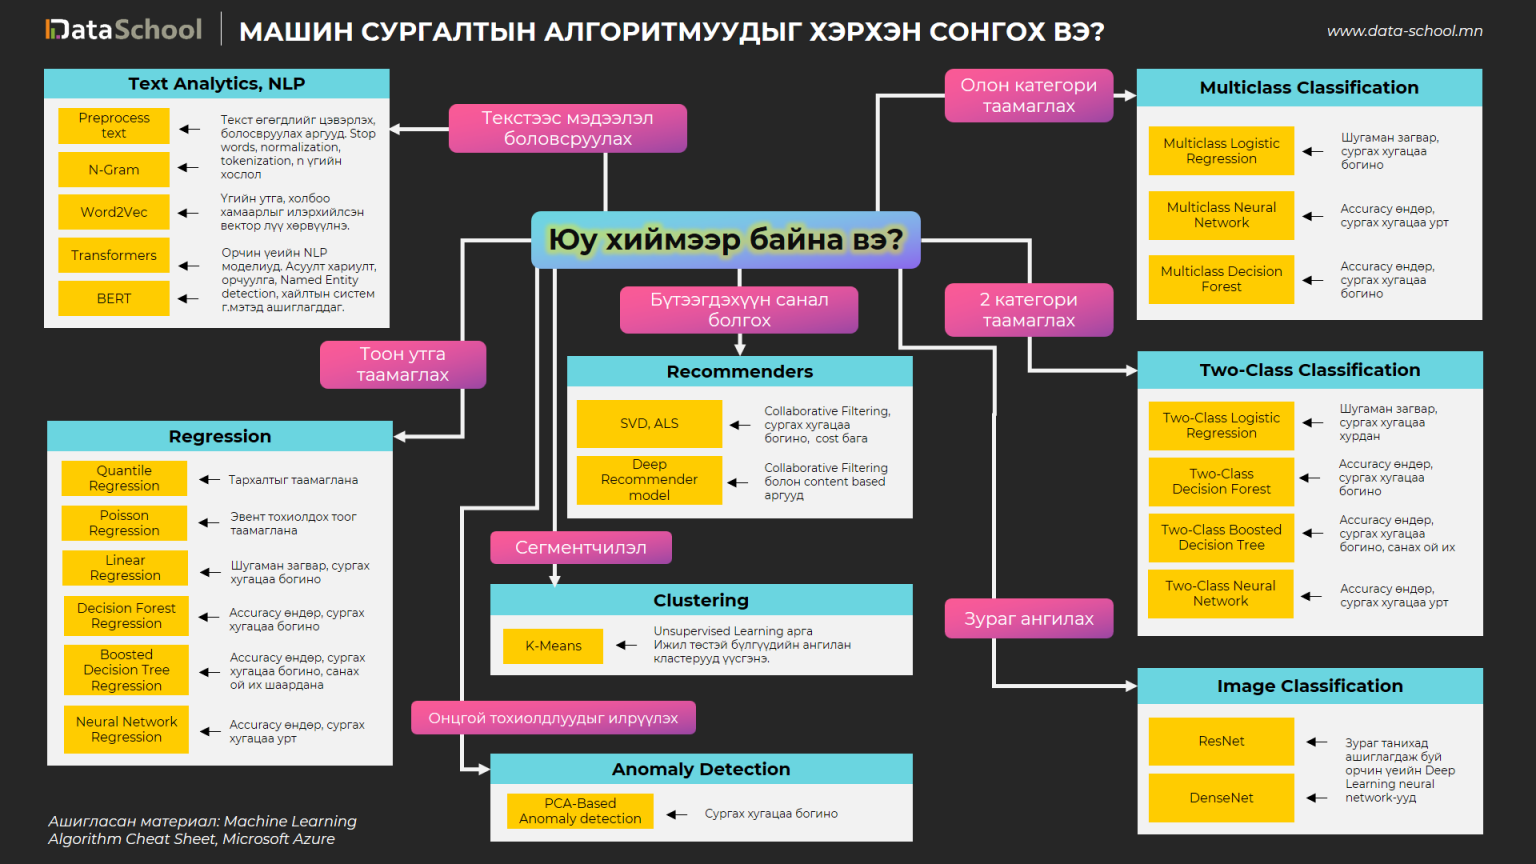 DataSchool
МАШИН СУРГАЛТЫН АЛГОРИТМУУДЫГ ХЭРХЭН СОНГОХ ВЭ?
www.data-school.mn
Text Analytics, NLP
Preprocess
text
N-Gram
Word2Vec
Transformers
BERT
Текст өгөгдлийг цэвэрлэх,
болосвруулах аргууд. Stop
words, normalization,
tokenization, n үгийн
хослол
Үгийн утга, холбоо
хамаарлыг илэрхийлсэн
вектор луу хөрвүүлнэ.
Орчин үеийн NLP
моделиуд. Асуулт хариулт,
орчуулга, Named Entity
detection, хайлтын систем
г.мэтэд ашиглагддаг.
Текстээс мэдээлэл
боловсруулах
Олон категори
таамаглах
Юу хиймээр байна вэ?
Multiclass Classification
Multiclass Logistic
Regression
Шугаман загвар,
сургах хугацаа
богино
Multiclass Neural
Network
Accuracy өндөр,
сургах хугацаа урт
Multiclass Decision
Forest
Accuracy өндөр,
сургах хугацаа
богино
Бүтээгдэхүүн санал
болгох
2 категори
таамаглах
Тоон утга
таамаглах
Recommenders
SVD, ALS
Collaborative Filtering,
сургах хугацаа
богино, cost бага
Deep
Recommender
model
Collaborative Filtering
болон content based
аргууд
Two-Class Classification
Two-Class Logistic
Regression
Шугаман загвар,
сургах хугацаа
хурдан
Two-Class
Decision Forest
Accuracy өндөр,
сургах хугацаа
богино
Two-Class Boosted
Decision Tree
Accuracy өндөр,
сургах хугацаа
богино, санах ой их
Two-Class Neural
Network
Accuracy өндөр,
сургах хугацаа урт
Regression
Quantile
Regression
Тархалтыг таамаглана
Poisson
Regression
Эвент тохиолдох тоог
таамаглана
Linear
Regression
Шугаман загвар, сургах
хугацаа богино
Decision Forest
Regression
Accuracy өндөр, сургах
хугацаа богино
Boosted
Decision Tree
Regression
Accuracy өндөр, сургах
хугацаа богино, санах
ой их шаардана
Neural Network
Regression
Accuracy өндөр, сургах
хугацаа урт
Сегментчилэл
Clustering
K-Means
Unsupervised Learning арга
Ижил төстэй бүлгүүдийн ангилан
кластерууд үүсгэнэ.
Зураг ангилах
Онцгой тохиолдлуудыг илрүүлэх
Anomaly Detection
PCA-Based
Anomaly detection
Сургах хугацаа богино
Image Classification
ResNet
DenseNet
Зураг танихад
ашиглагдаж буй
орчин үеийн Deep
Learning neural
network-ууд
Ашигласан материал: Machine Learning
Algorithm Cheat Sheet, Microsoft Azure